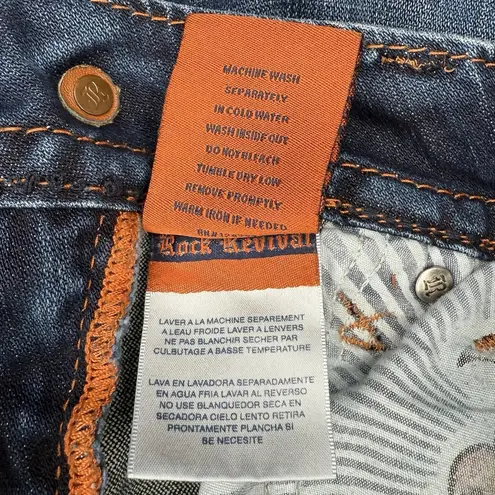 MACHINE WASH
SEPARATELY
IN COLD WATER
WASH INSIDE OUT
DO NOT BLEACH
TUMBLE DRY LOW
REMOVE PROMPTLY
WARM IRON IF NEEDED
Rock Revival
LAVER A LA MACHINE SEPAREMENT
A LEAU FROIDE LAVER A LENVERS
NE PAS BLANCHIR SECHER PAR
CULBUTAGE A BASSE TEMPERATURE
LAVA EN LAVADORA SEPARADAMENTE
EN AGUA FRIA LAVAR AL REVERSO
NO USE BLANQUEDOR SECA EN
SECADORA CIELO LENTO RETIRA
PRONTAMENTE PLANCHA SI
BE NECESITE